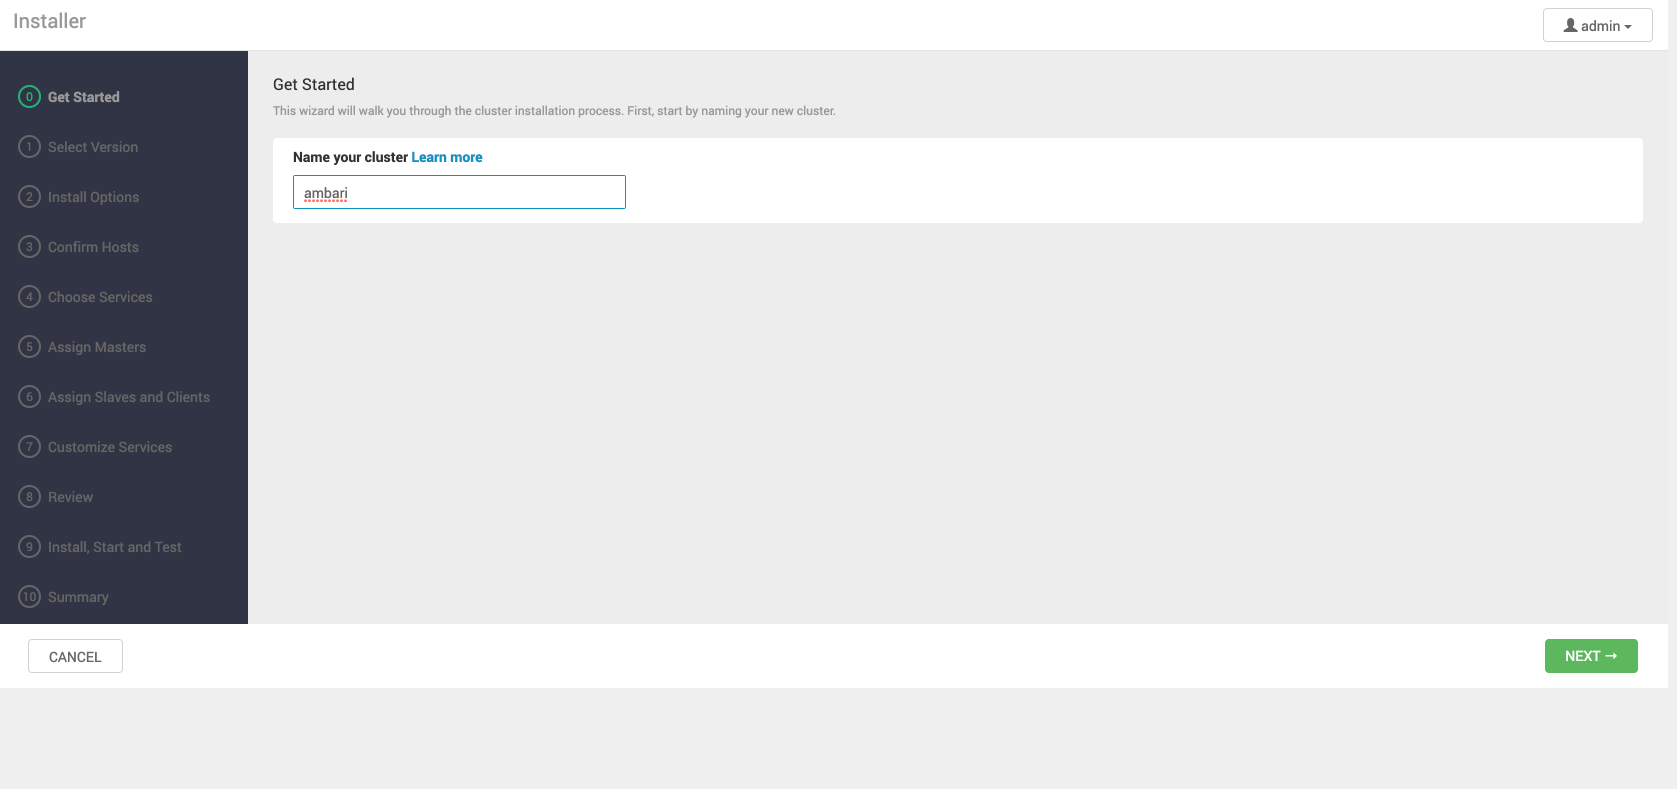 Installer
admin
0 Get Started
1 Select Version
2 Install Options
3 Confirm Hosts
4 Choose Services
5 Assign Masters
6 Assign Slaves and Clients
7 Customize Services
8 Review
9 Install, Start and Test
10 Summary
Get Started
This wizard will walk you through the cluster installation process. First, start by naming your new cluster.
Name your cluster Learn more
ambari
CANCEL
NEXT →